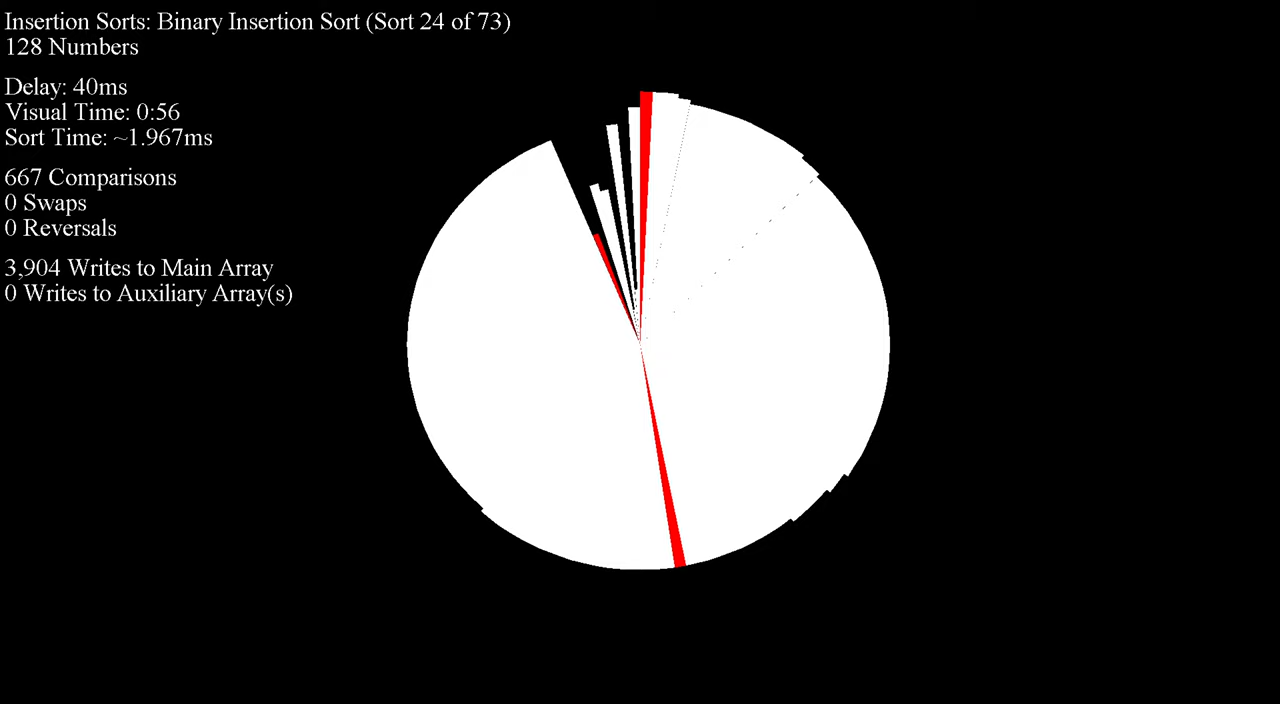 Insertion Sorts: Binary Insertion Sort (Sort 24 of 73)
128 Numbers
Delay: 40ms
Visual Time: 0:56
Sort Time: ~1.967ms
667 Comparisons
0 Swaps
0 Reversals
3,904 Writes to Main Array
0 Writes to Auxiliary Array(s)